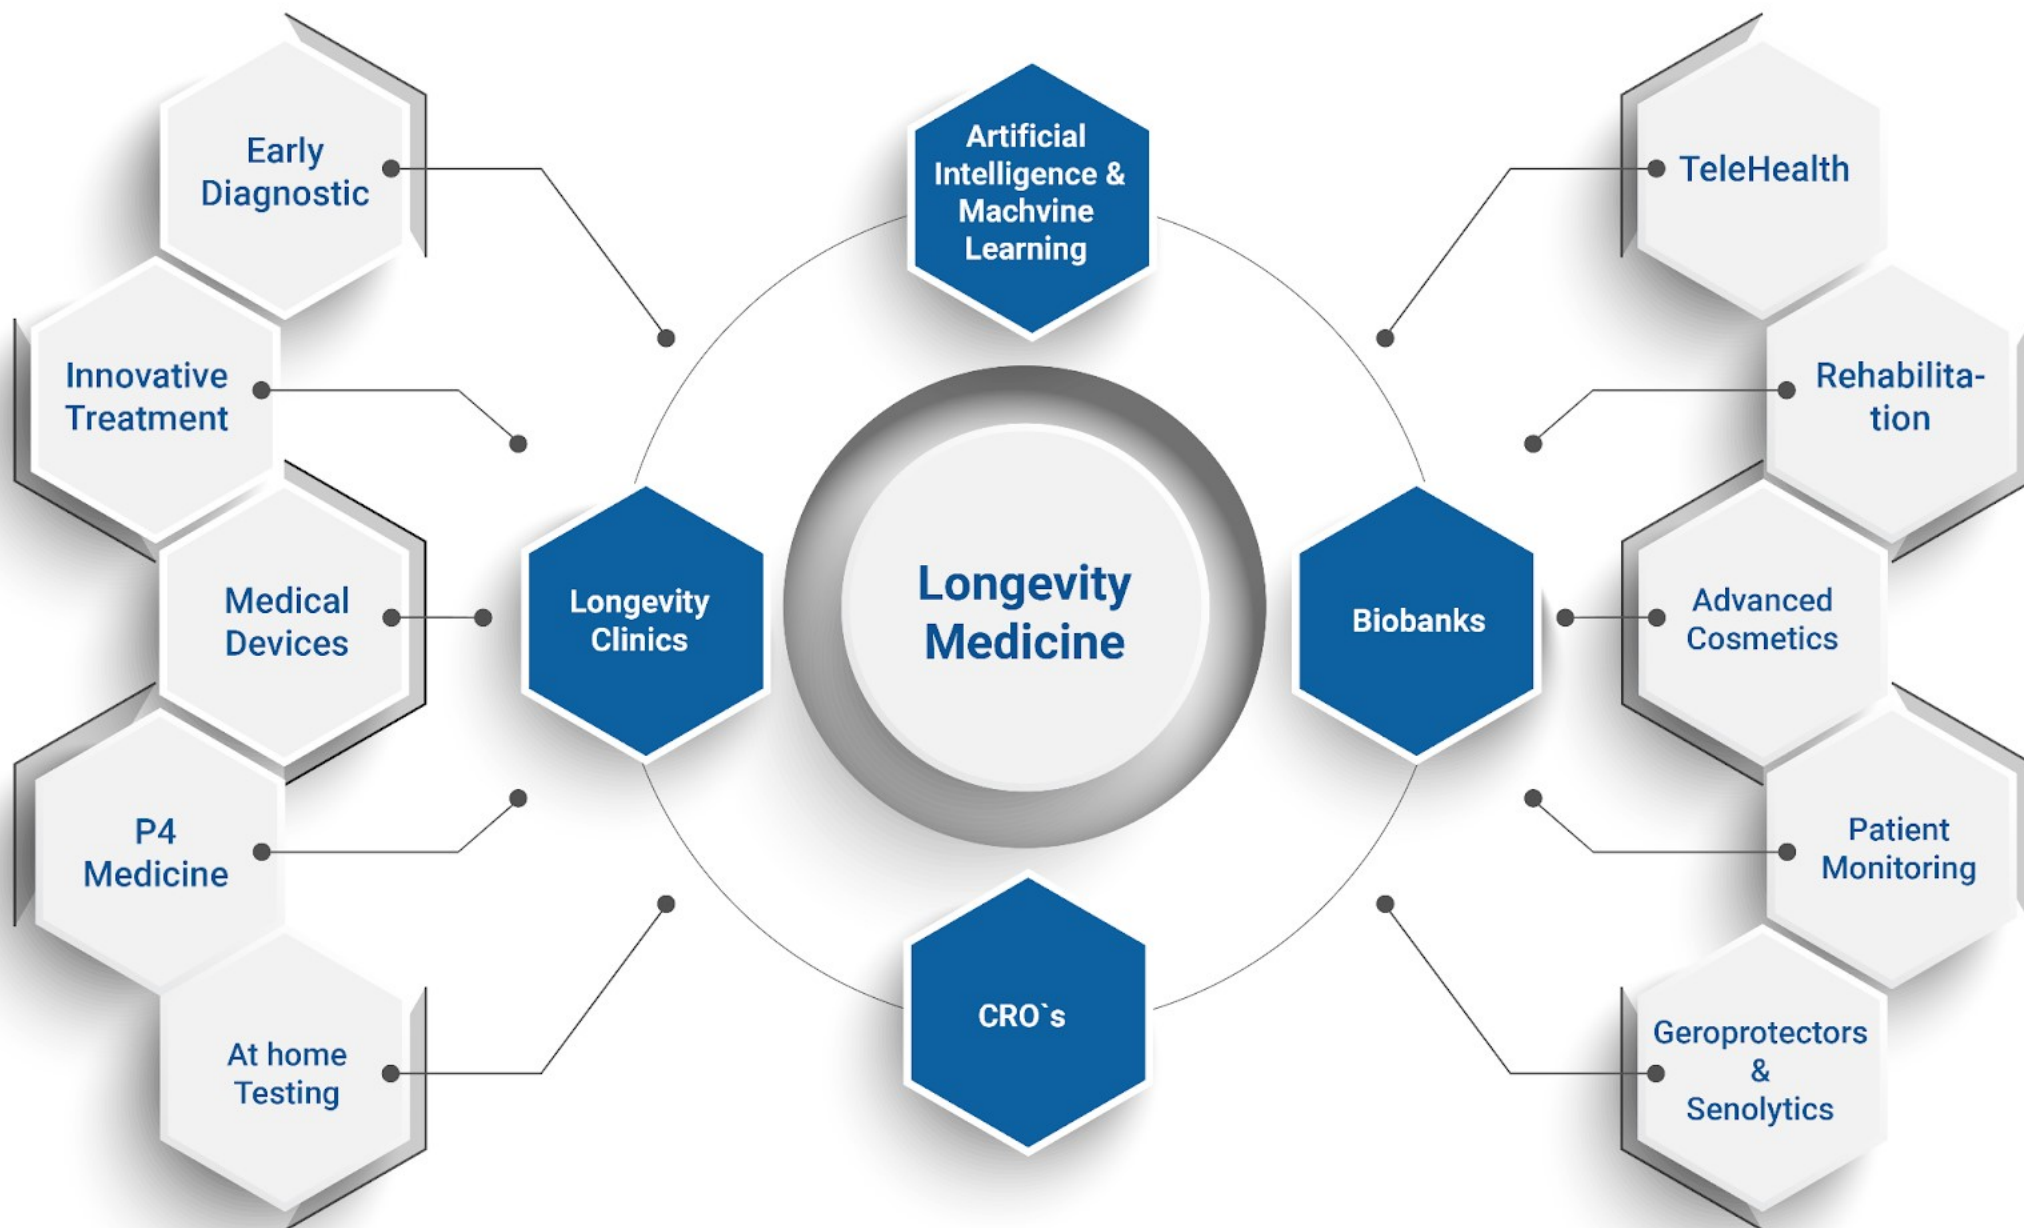 Early
Diagnostic
Innovative
Treatment
Medical
Devices
P4
Medicine
At home
Testing
Artificial
Intelligence &
Machvine
Learning
Longevity
Clinics
Longevity
Medicine
Biobanks
CRO`s
TeleHealth
Rehabilita-
tion
Advanced
Cosmetics
Patient
Monitoring
Geroprotectors
&
Senolytics